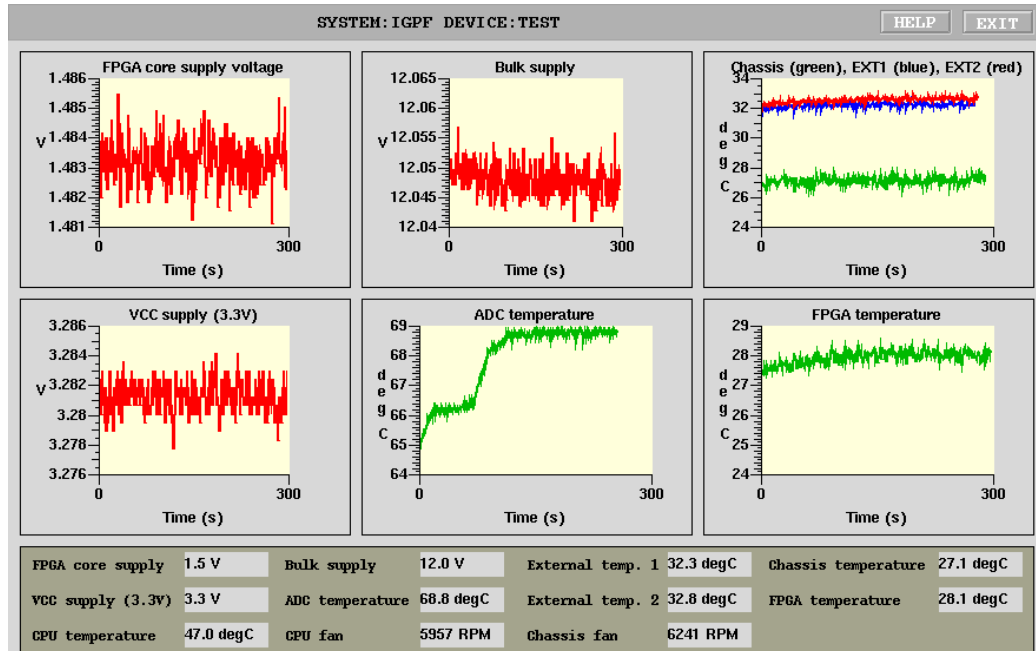 SYSTEM:IGPF DEVICE:TEST
HELP
EXIT
FPGA core supply voltage
1.486
1.485
1.484
V
1.483
1.482
1.481
0
300
Time (s)
Bulk supply
12.065
12.06
12.055
V
12.05
12.045
12.04
0
300
Time (s)
Chassis (green), EXT1 (blue), EXT2 (red)
34
32
30
28
26
24
deg C
0
300
Time (s)
VCC supply (3.3V)
3.286
3.284
V
3.282
3.28
3.278
3.276
0
300
Time (s)
ADC temperature
69
68
67
66
65
64
deg C
0
300
Time (s)
FPGA temperature
29
28
27
26
25
24
deg C
0
300
Time (s)
FPGA core supply 1.5 V Bulk supply 12.0 V External temp. 1 32.3 degC Chassis temperature 27.1 degC
VCC supply (3.3V) 3.3 V ADC temperature 68.8 degC External temp. 2 32.8 degC FPGA temperature 28.1 degC
CPU temperature 47.0 degC CPU fan 5957 RPM Chassis fan 6241 RPM